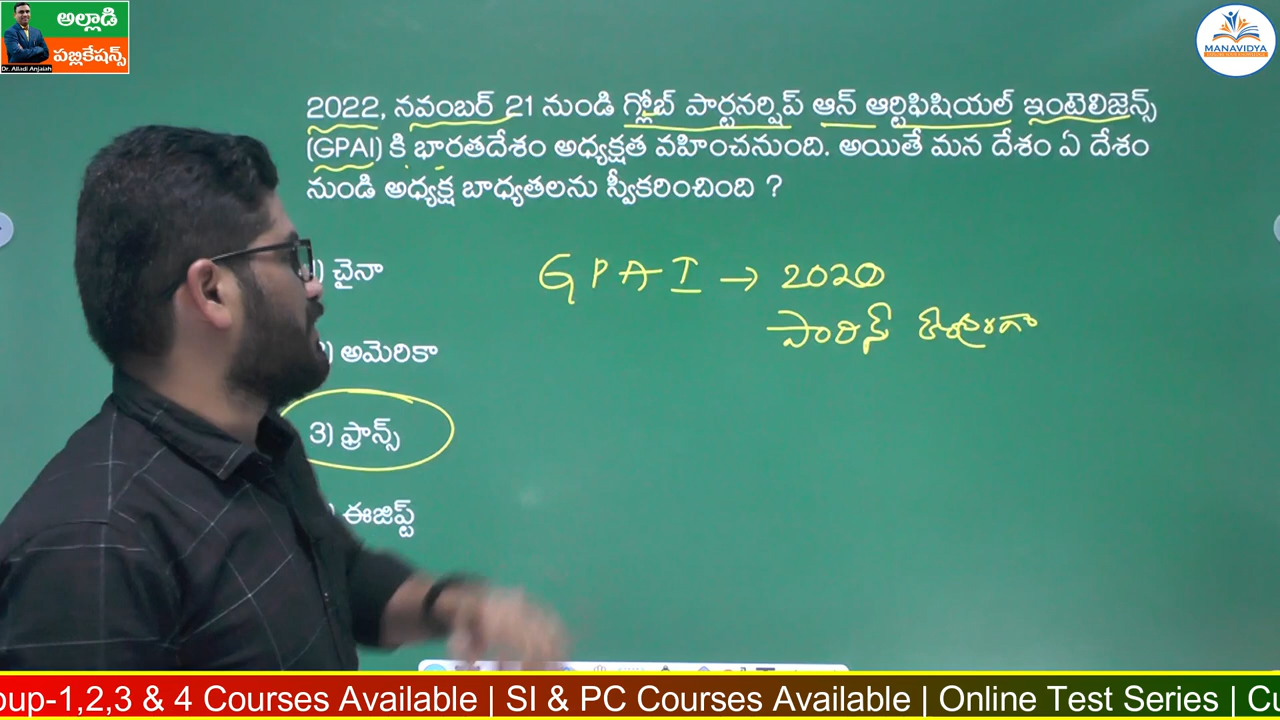 అల్లాడి
పబ్లికేషన్స్
Dr. Alladi Anjaiah
MANAVIDYA
2022, నవంబర్ 21 నుండి గ్లోబ్ పార్టనర్షిప్ ఆన్ ఆర్టిఫిషియల్ ఇంటెలిజెన్స్
(GPAI) కి భారతదేశం అధ్యక్షత వహించనుంది. అయితే మన దేశం ఏ దేశం
నుండి అధ్యక్ష బాధ్యతలను స్వీకరించింది ?
1) చైనా
GPAI → 2020
పారిస్ కేంద్రంగా
) అమెరికా
3) ఫ్రాన్స్
) ఈజిప్ట్
oup-1,2,3 & 4 Courses Available | SI & PC Courses Available | Online Test Series | Cu